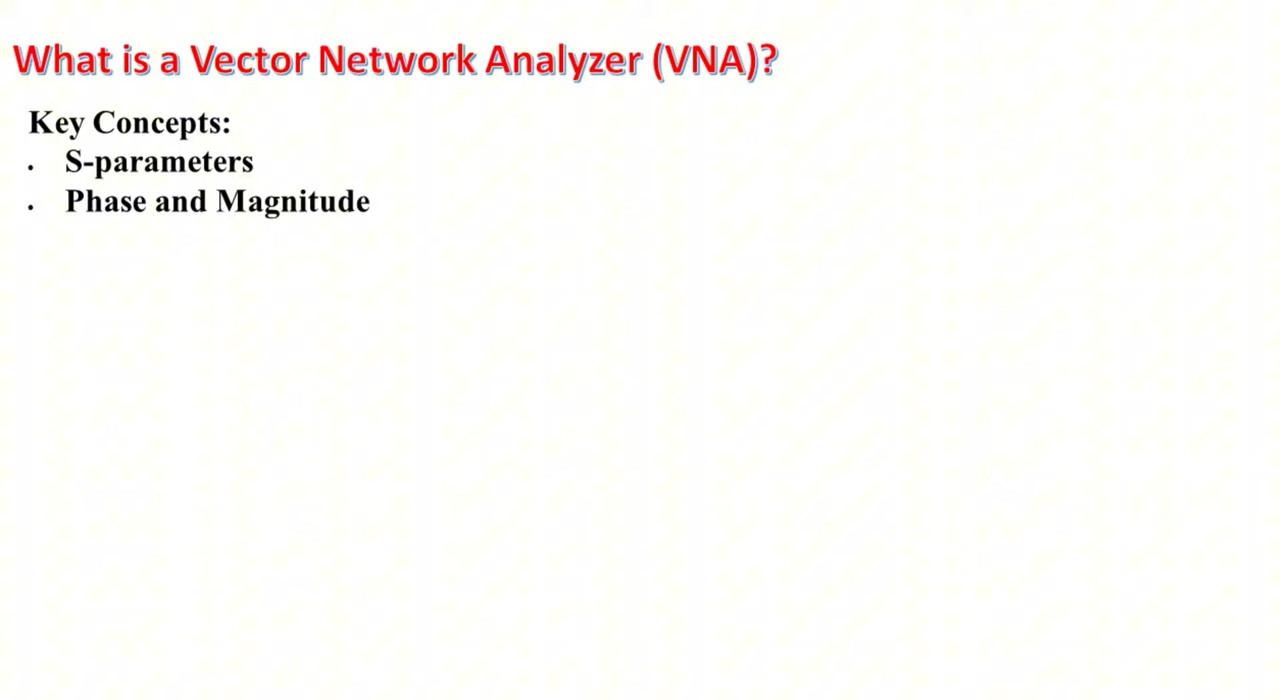 What is a Vector Network Analyzer (VNA)?
Key Concepts:
• S-parameters
• Phase and Magnitude